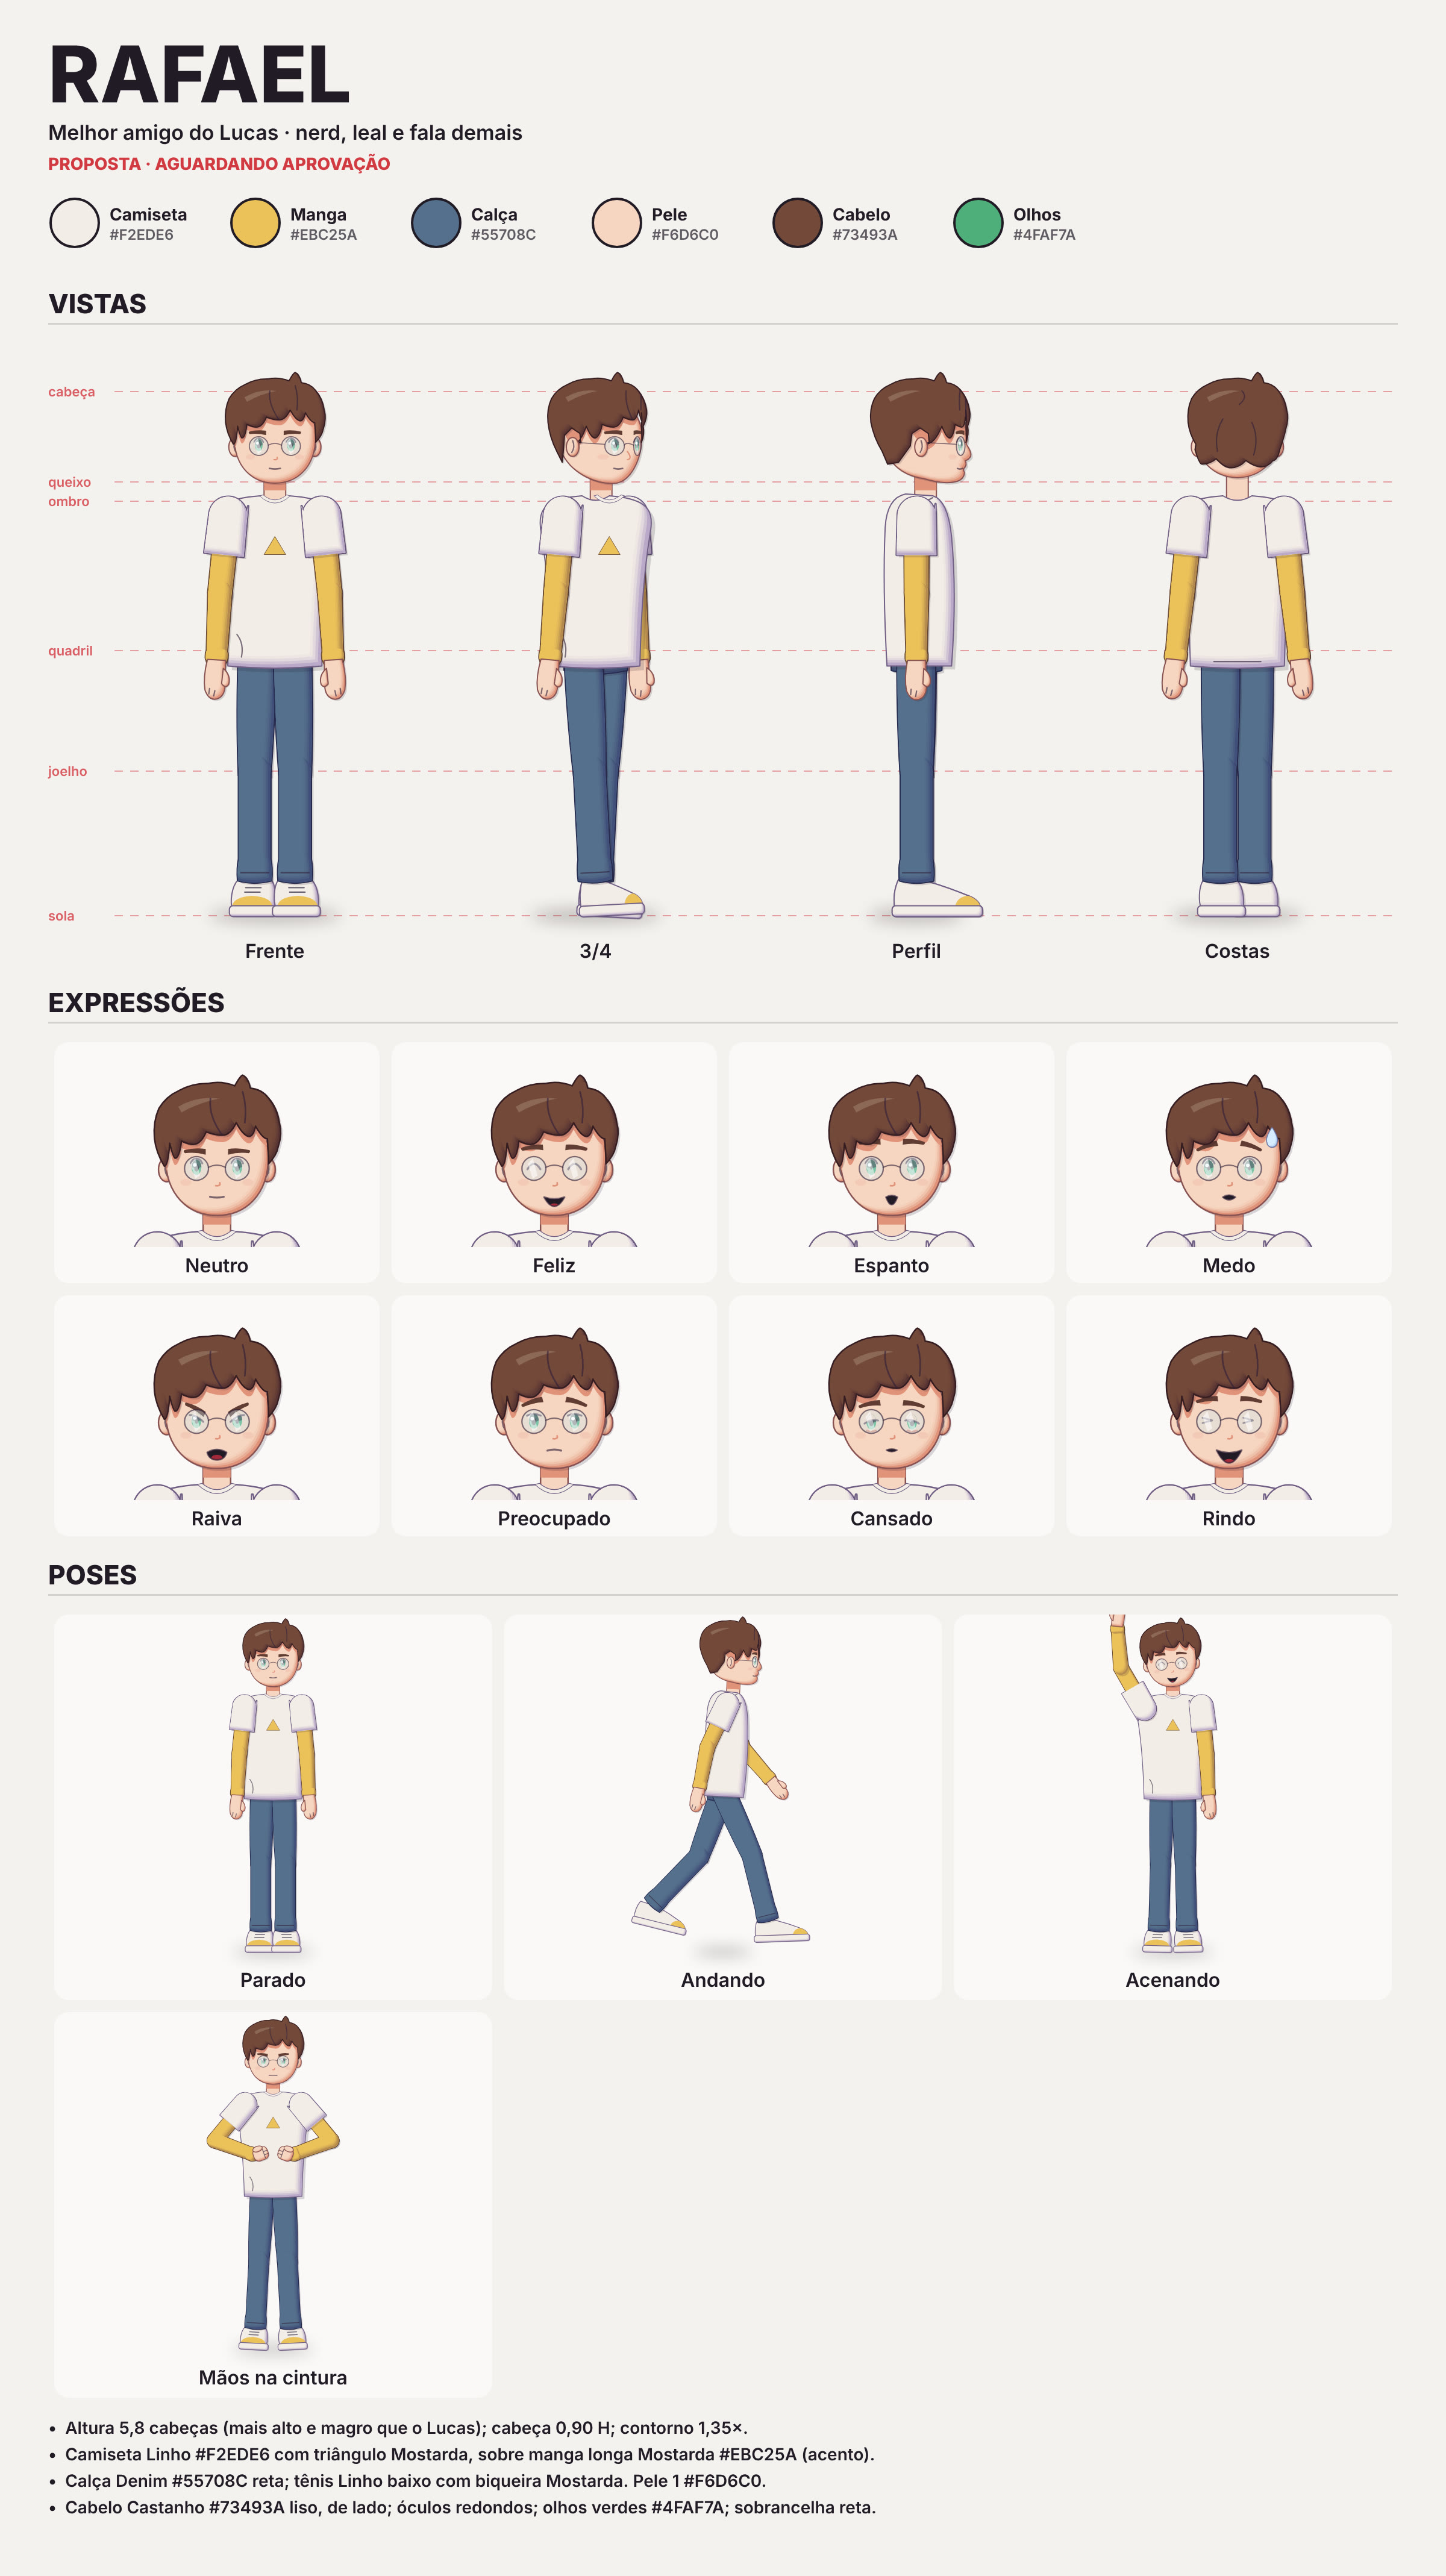 RAFAEL
Melhor amigo do Lucas · nerd, leal e fala demais
PROPOSTA · AGUARDANDO APROVAÇÃO
Camiseta
#F2EDE6
Manga
#EBC25A
Calça
#55708C
Pele
#F6D6C0
Cabelo
#73493A
Olhos
#4FAF7A
VISTAS
cabeça
queixo
ombro
quadril
joelho
sola
Frente
3/4
Perfil
Costas
EXPRESSÕES
Neutro
Feliz
Espanto
Medo
Raiva
Preocupado
Cansado
Rindo
POSES
Parado
Andando
Acenando
Mãos na cintura
• Altura 5,8 cabeças (mais alto e magro que o Lucas); cabeça 0,90 H; contorno 1,35×.
• Camiseta Linho #F2EDE6 com triângulo Mostarda, sobre manga longa Mostarda #EBC25A (acento).
• Calça Denim #55708C reta; tênis Linho baixo com biqueira Mostarda. Pele 1 #F6D6C0.
• Cabelo Castanho #73493A liso, de lado; óculos redondos; olhos verdes #4FAF7A; sobrancelha reta.